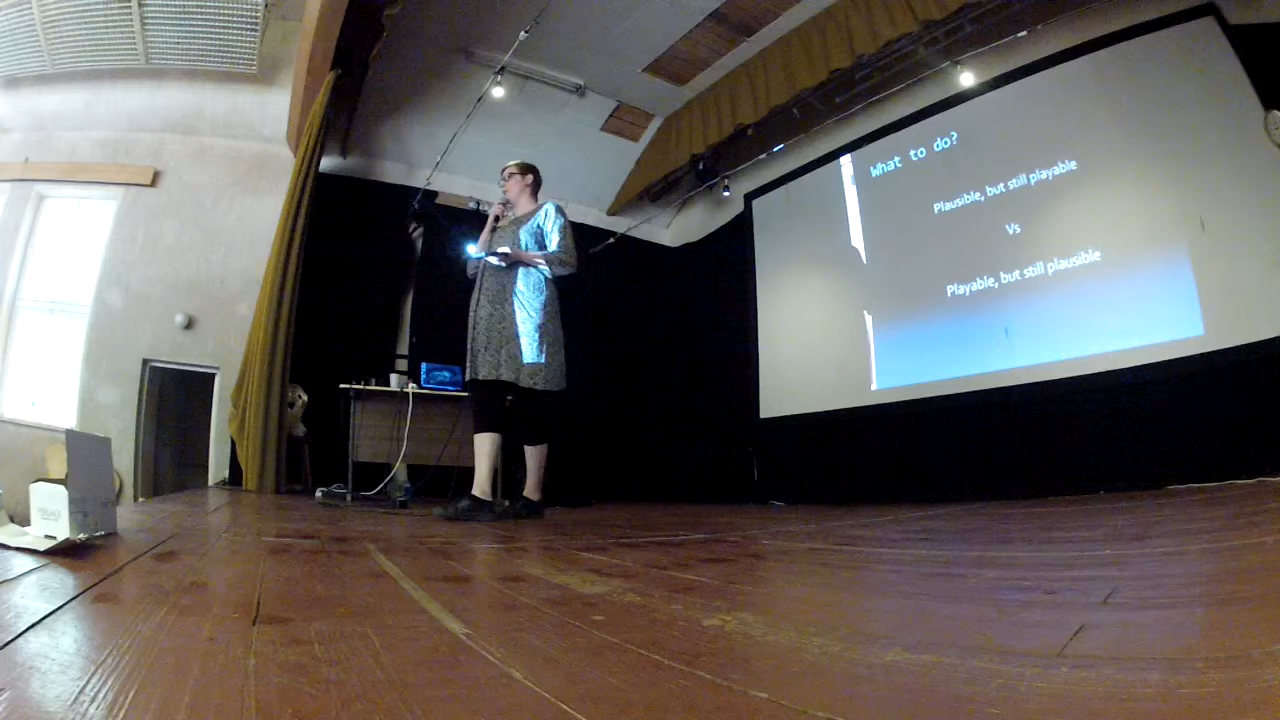 What to do?
Plausible, but still playable
Vs
Playable, but still plausible